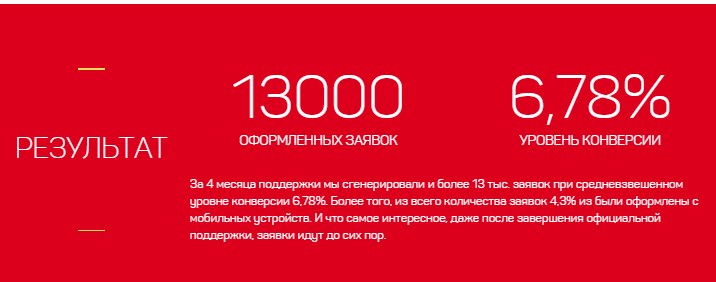 РЕЗУЛЬТАТ
13000
ОФОРМЛЕННЫХ ЗАЯВОК
6,78%
УРОВЕНЬ КОНВЕРСИИ
За 4 месяца поддержки мы сгенерировали и более 13 тыс. заявок при средневзвешенном
уровне конверсии 6,78%. Более того, из всего количества заявок 4,3% из были оформлены с
мобильных устройств. И что самое интересное, даже после завершения официальной
поддержки, заявки идут до сих пор.